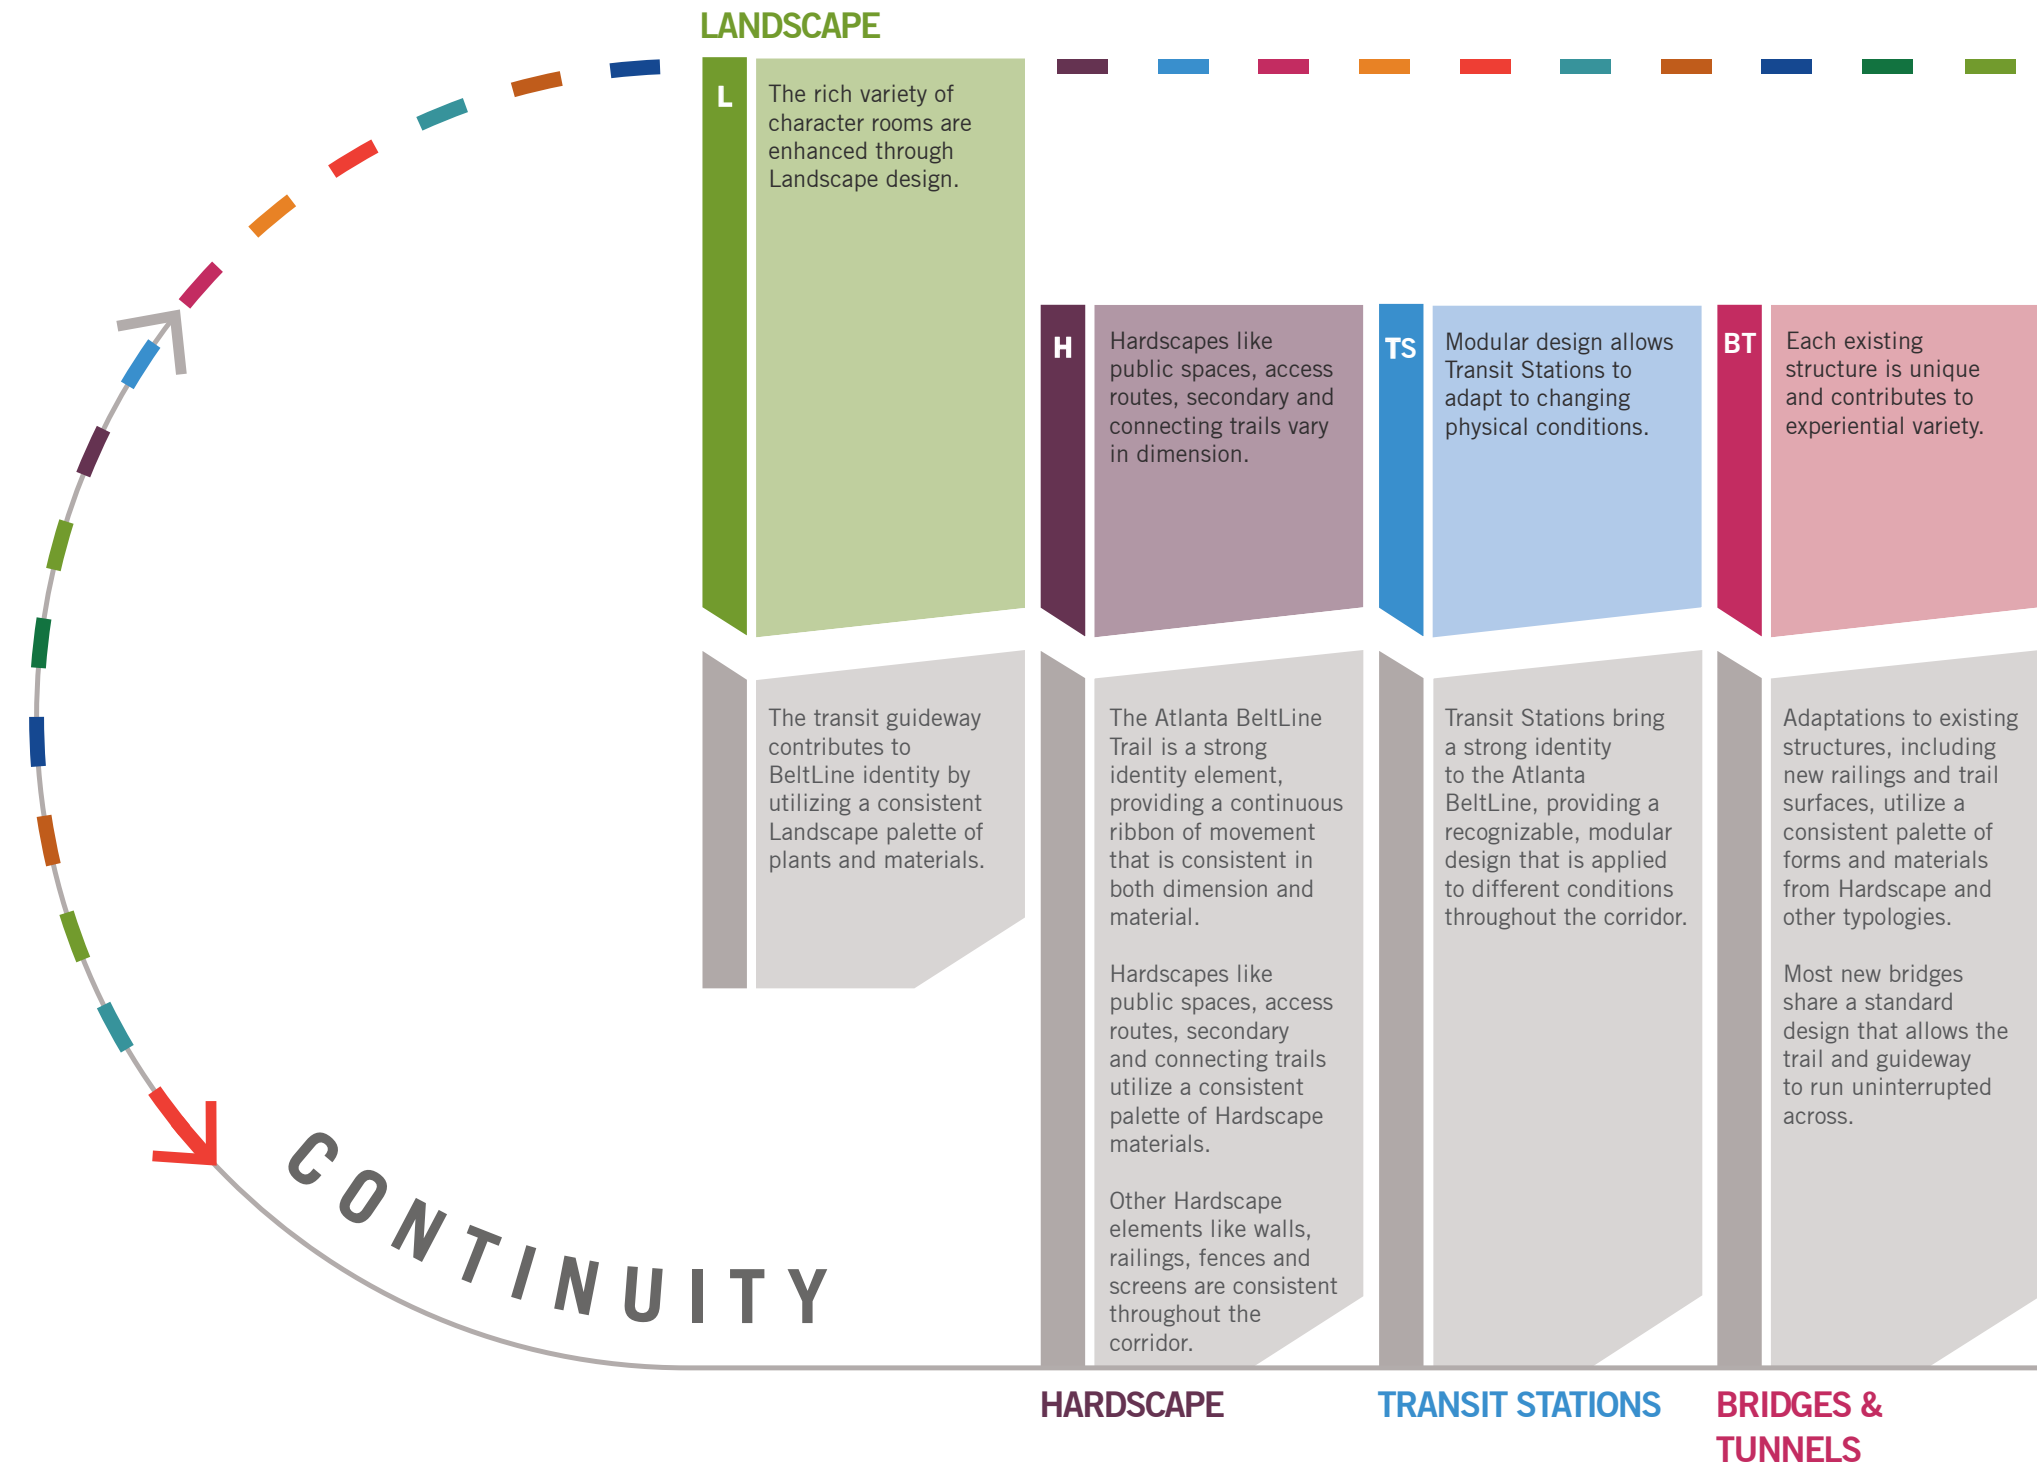 LANDSCAPE
L
The rich variety of
character rooms are
enhanced through
Landscape design.
H
Hardscapes like
public spaces, access
routes, secondary and
connecting trails vary
in dimension.
TS
Modular design allows
Transit Stations to
adapt to changing
physical conditions.
BT
Each existing
structure is unique
and contributes to
experiential variety.
The transit guideway
contributes to
BeltLine identity by
utilizing a consistent
Landscape palette of
plants and materials.
The Atlanta BeltLine
Trail is a strong
identity element,
providing a continuous
ribbon of movement
that is consistent in
both dimension and
material.
Hardscapes like
public spaces, access
routes, secondary
and connecting trails
utilize a consistent
palette of Hardscape
materials.
Other Hardscape
elements like walls,
railings, fences and
screens are consistent
throughout the
corridor.
Transit Stations bring
a strong identity
to the Atlanta
BeltLine, providing a
recognizable, modular
design that is applied
to different conditions
throughout the corridor.
Adaptations to existing
structures, including
new railings and trail
surfaces, utilize a
consistent palette of
forms and materials
from Hardscape and
other typologies.
Most new bridges
share a standard
design that allows the
trail and guideway
to run uninterrupted
across.
CONTINUITY
HARDSCAPE
TRANSIT STATIONS
BRIDGES &
TUNNELS